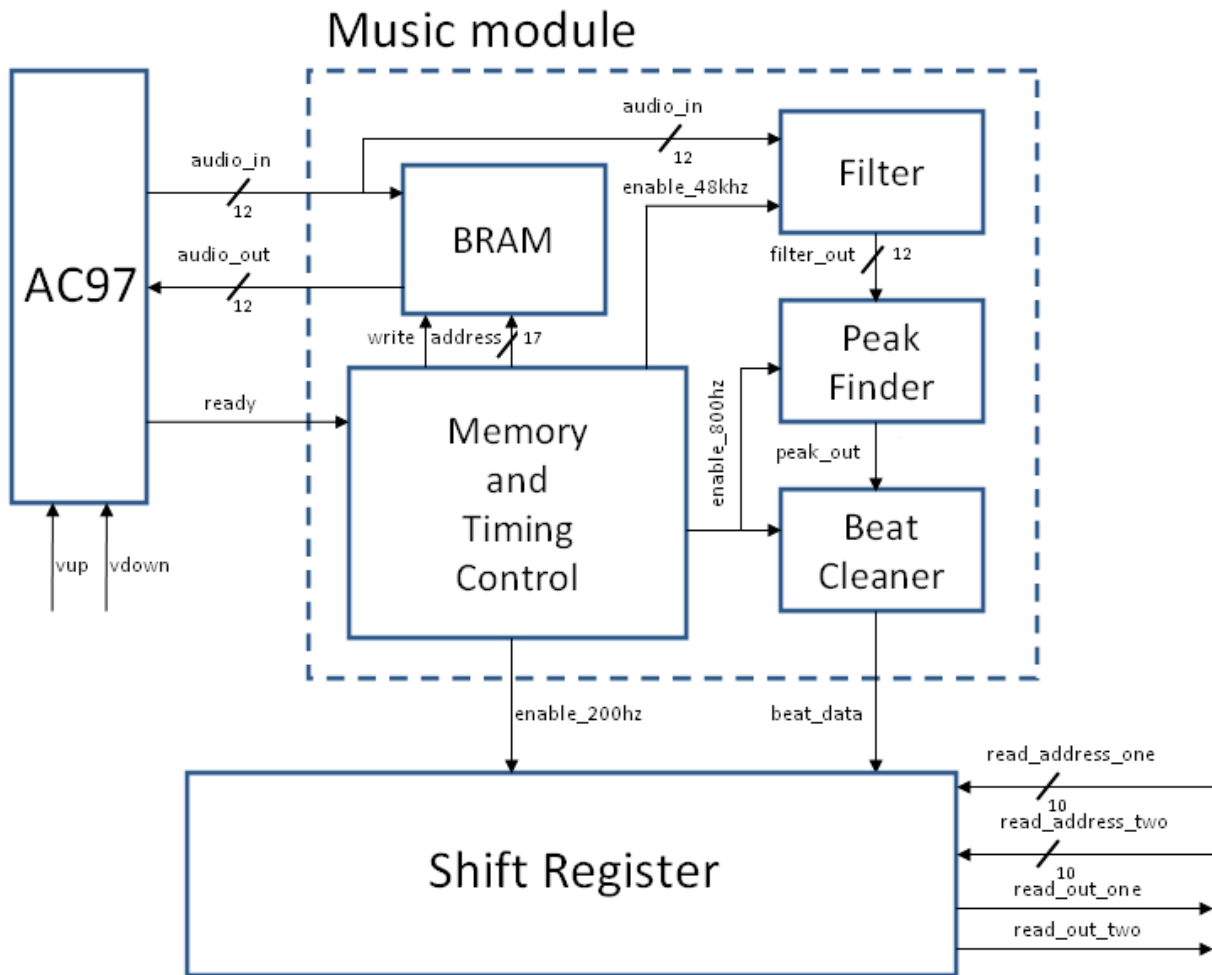 Music module
audio_in
12
audio_in
12
enable_48khz
Filter
BRAM
AC97
audio_out
12
filter_out
12
write
address
17
Peak
Finder
ready
Memory
and
Timing
Control
enable_800hz
peak_out
Beat
Cleaner
vup
vdown
enable_200hz
beat_data
read_address_one
10
read_address_two
10
read_out_one
read_out_two
Shift Register